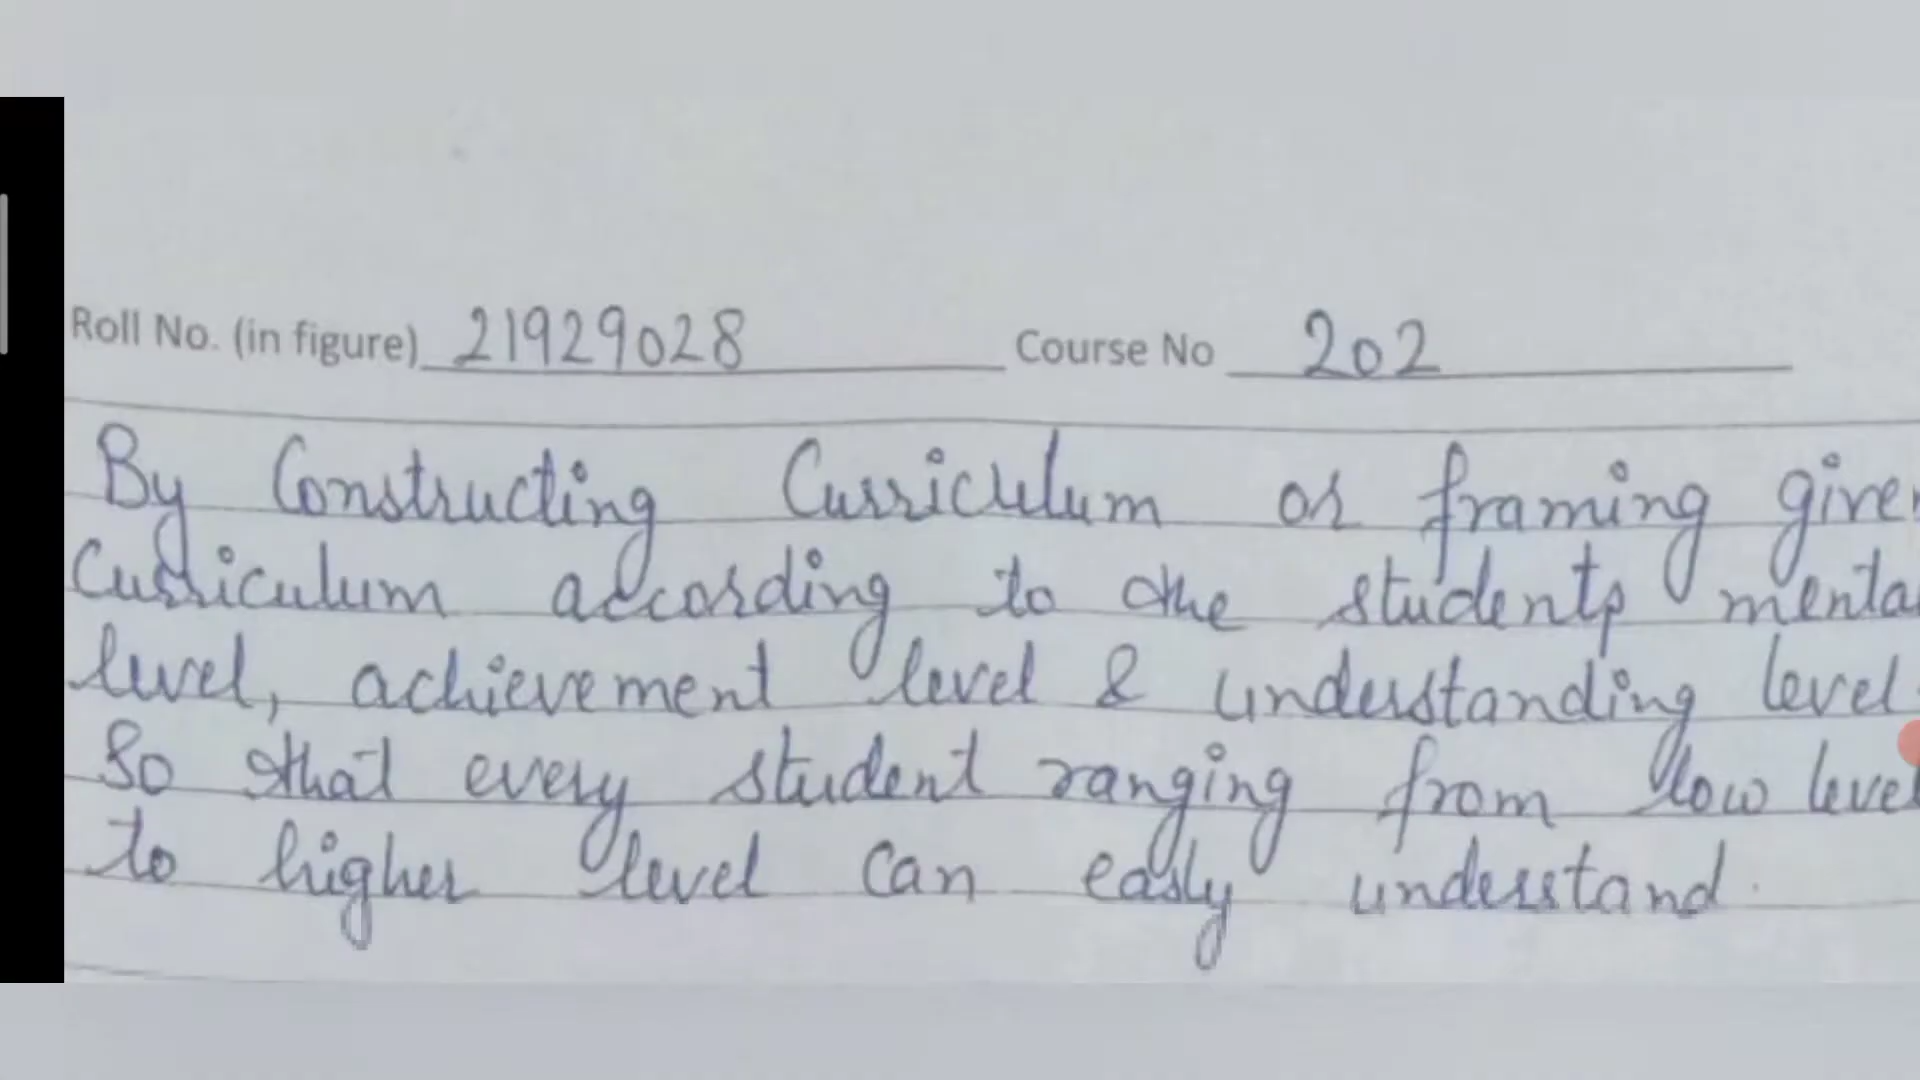 Roll No. (in figure) 21929028 Course No 202
By Constructing Curriculum or framing given
Curriculum according to the students mental
level, achievement level & understanding level.
So that every student ranging from low level
to higher level can easly understand.